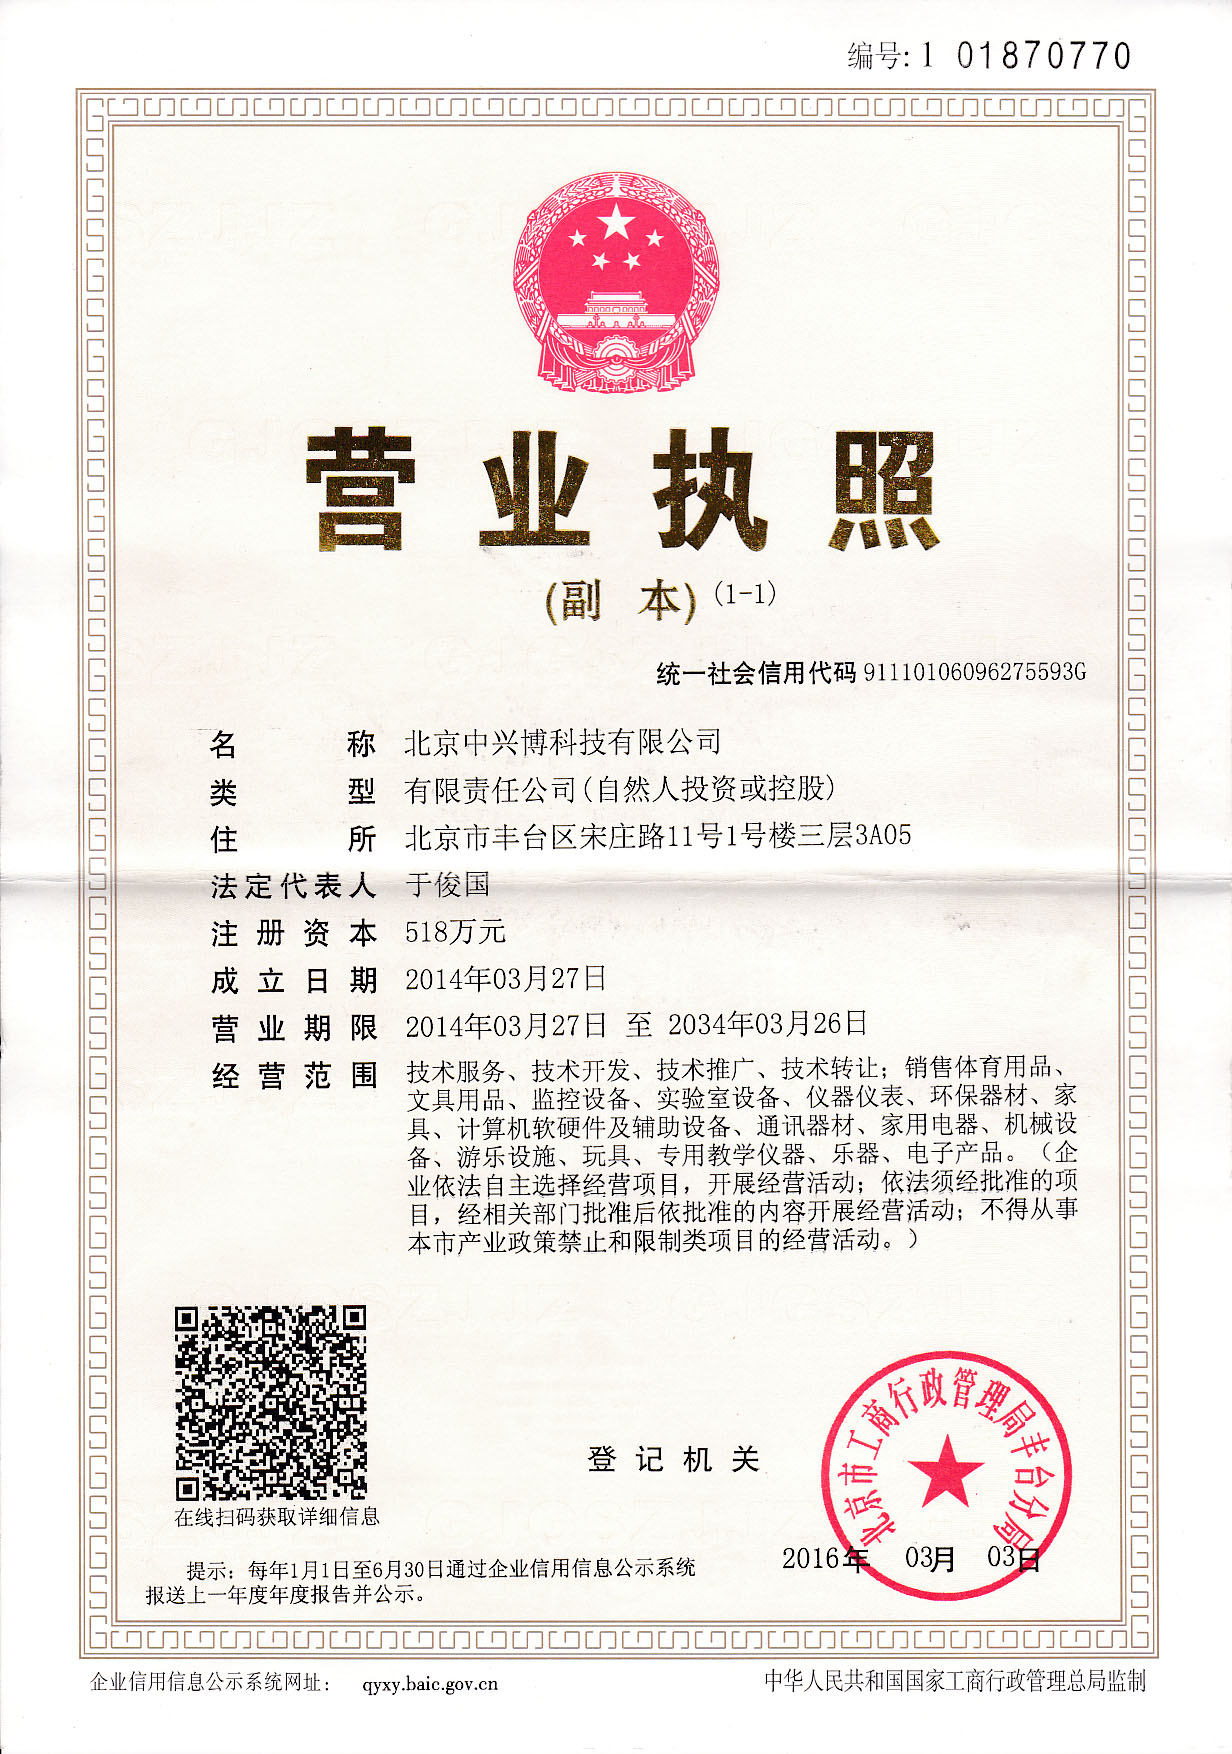 编号:1 01870770
营业执照
(副 本) (1-1)
统一社会信用代码 91110106096275593G
名称 北京中兴博科技有限公司
类型 有限责任公司(自然人投资或控股)
住所 北京市丰台区宋庄路11号1号楼三层3A05
法定代表人 于俊国
注册资本 518万元
成立日期 2014年03月27日
营业期限 2014年03月27日 至 2034年03月26日
经营范围 技术服务、技术开发、技术推广、技术转让；销售体育用品、
文具用品、监控设备、实验室设备、仪器仪表、环保器材、家
具、计算机软硬件及辅助设备、通讯器材、家用电器、机械设
备、游乐设施、玩具、专用教学仪器、乐器、电子产品。（企
业依法自主选择经营项目，开展经营活动；依法须经批准的项
目，经相关部门批准后依批准的内容开展经营活动；不得从事
本市产业政策禁止和限制类项目的经营活动。）
在线扫码获取详细信息
登记机关
北京市工商行政管理局丰台分局
2016年 03月 03日
提示：每年1月1日至6月30日通过企业信用信息公示系统
报送上一年度年度报告并公示。
企业信用信息公示系统网址： qyxy.baic.gov.cn
中华人民共和国国家工商行政管理总局监制